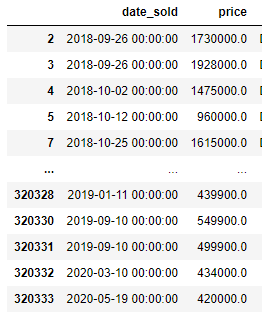 date_sold price
2 2018-09-26 00:00:00 1730000.0
3 2018-09-26 00:00:00 1928000.0
4 2018-10-02 00:00:00 1475000.0
5 2018-10-12 00:00:00 960000.0
7 2018-10-25 00:00:00 1615000.0
... ... ...
320328 2019-01-11 00:00:00 439900.0
320330 2019-09-10 00:00:00 549900.0
320331 2019-09-10 00:00:00 499900.0
320332 2020-03-10 00:00:00 434000.0
320333 2020-05-19 00:00:00 420000.0